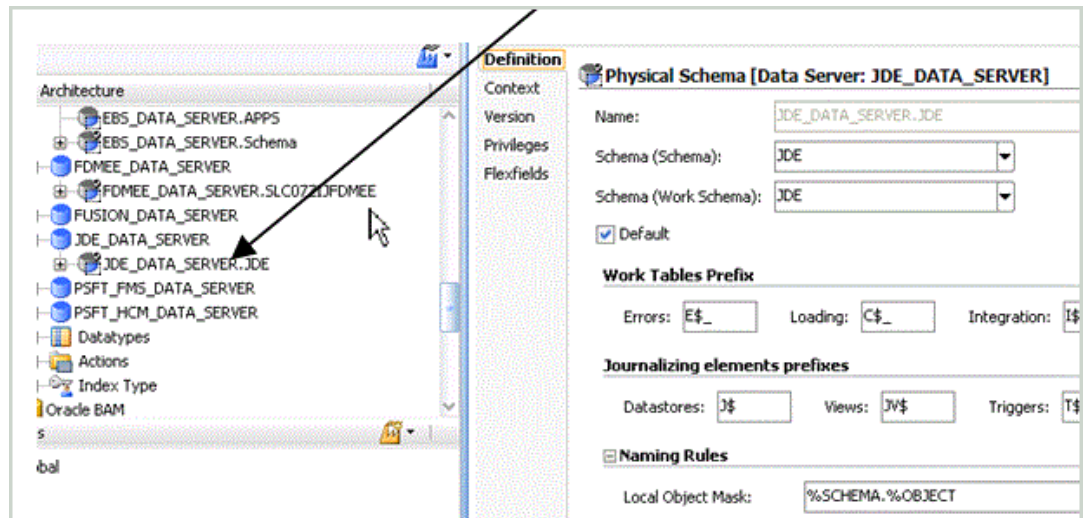 Architecture
EBS_DATA_SERVER.APPS
EBS_DATA_SERVER.Schema
FDMEE_DATA_SERVER
FUSION_DATA_SERVER
JDE_DATA_SERVER
JDE_DATA_SERVER.JDE
PSFT_FMS_DATA_SERVER
PSFT_HCM_DATA_SERVER
Datatypes
Actions
Index Type
Oracle BAM
s
bal
Definition
Context
Version
Privileges
Flexfields
Physical Schema [Data Server: JDE_DATA_SERVER]
Name: JDE_DATA_SERVER.JDE
Schema (Schema): JDE
Schema (Work Schema): JDE
Default
Work Tables Prefix
Errors: E$_ Loading: C$_ Integration: I$
Journalizing elements prefixes
Datastores: J$ Views: JV$ Triggers: T$
Naming Rules
Local Object Mask: %SCHEMA.%OBJECT